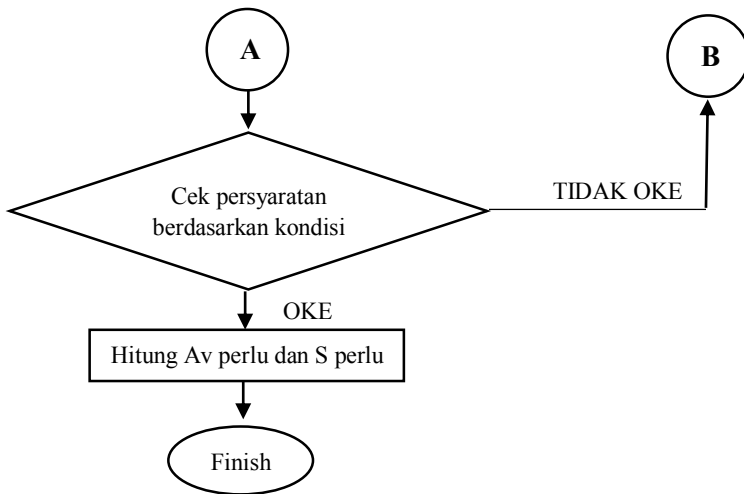 A
B
Cek persyaratan
berdasarkan kondisi
TIDAK OKE
OKE
Hitung Av perlu dan S perlu
Finish